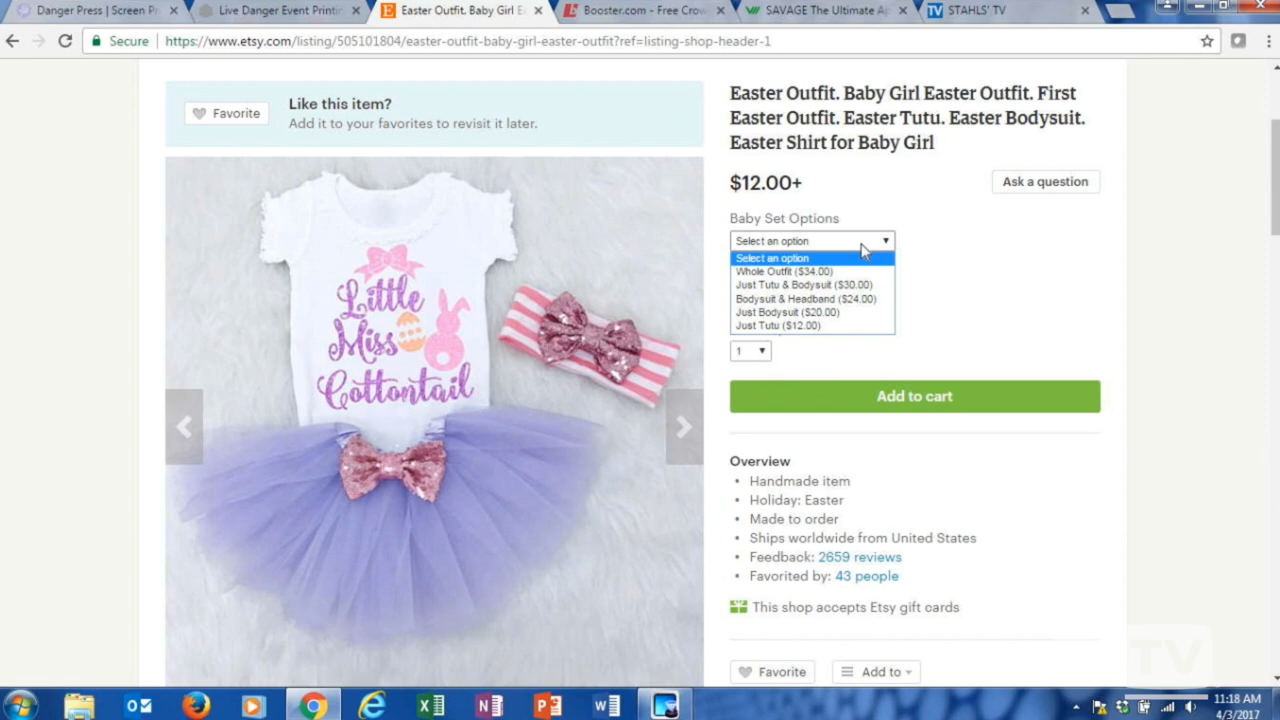 Danger Press | Screen Pr
Live Danger Event Printin
Easter Outfit. Baby Girl E
Booster.com - Free Crow
SAVAGE The Ultimate Ap
TV STAHLS' TV
Secure
https://www.etsy.com/listing/505101804/easter-outfit-baby-girl-easter-outfit?ref=listing-shop-header-1
Favorite
Like this item?
Add it to your favorites to revisit it later.
Little
Miss
Cottontail
Easter Outfit. Baby Girl Easter Outfit. First
Easter Outfit. Easter Tutu. Easter Bodysuit.
Easter Shirt for Baby Girl
$12.00+
Ask a question
Baby Set Options
Select an option
Select an option
Whole Outfit ($34.00)
Just Tutu & Bodysuit ($30.00)
Bodysuit & Headband ($24.00)
Just Bodysuit ($20.00)
Just Tutu ($12.00)
1
Add to cart
Overview
• Handmade item
• Holiday: Easter
• Made to order
• Ships worldwide from United States
• Feedback: 2659 reviews
• Favorited by: 43 people
This shop accepts Etsy gift cards
Favorite
Add to
TV
11:18 AM
4/3/2017